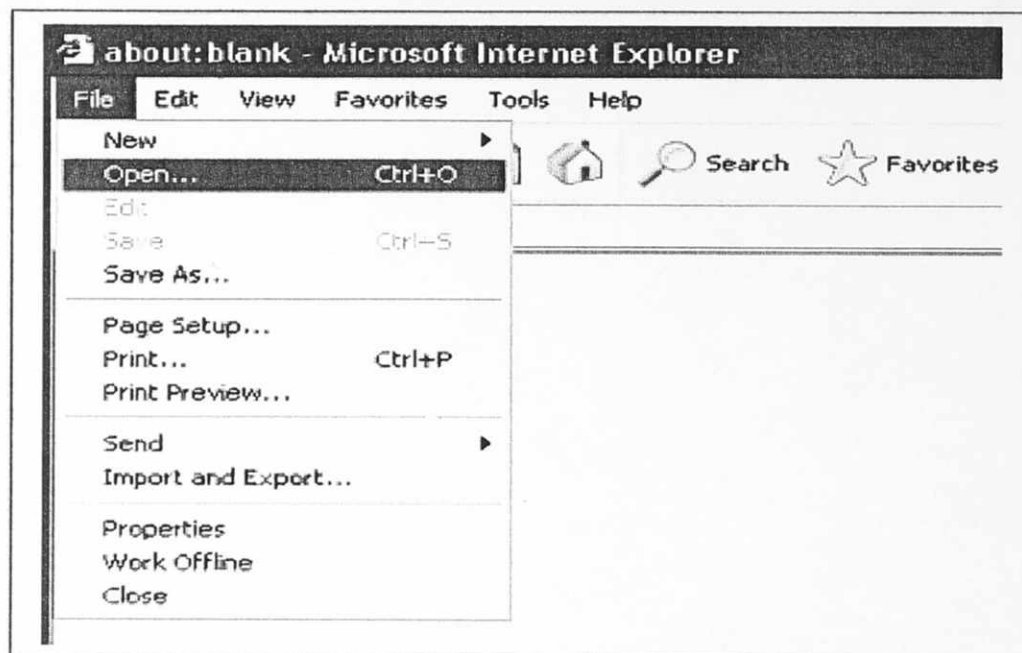 about:blank - Microsoft Internet Explorer
File Edit View Favorites Tools Help
New
Search Favorites
Open... Ctrl+O
Edit
Save Ctrl+S
Save As...
Page Setup...
Print... Ctrl+P
Print Preview...
Send
Import and Export...
Properties
Work Offline
Close